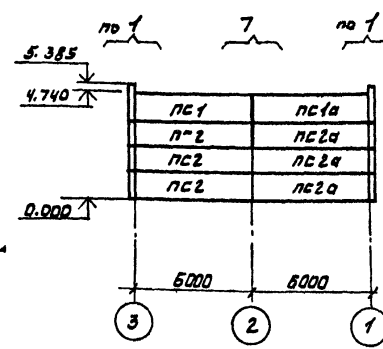 по 1 7 по 1
5.385
4.740
ПС1 ПС1а
П-2 ПС2а
ПС2 ПС2а
ПС2 ПС2а
0.000
6000 6000
3 2 1